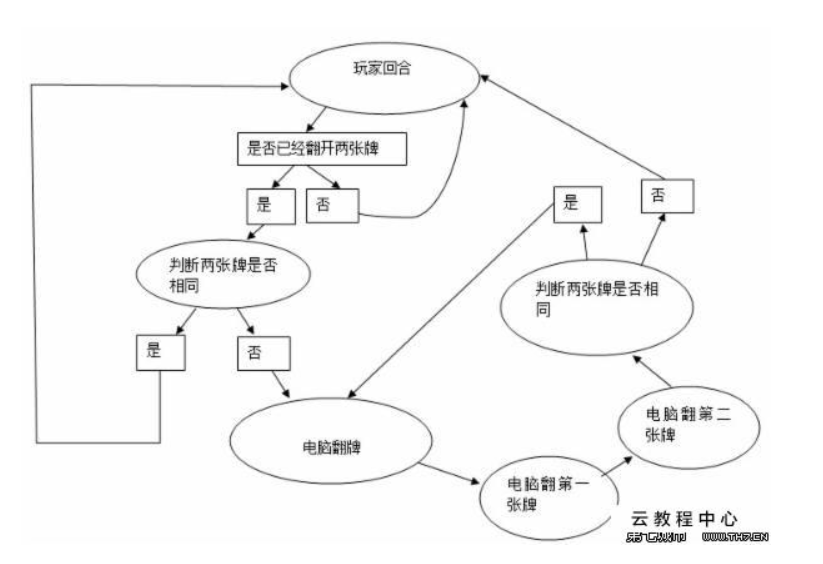 玩家回合
是否已经翻开两张牌
是
否
判断两张牌是否
相同
是
否
电脑翻牌
电脑翻第一
张牌
电脑翻第二
张牌
判断两张牌是否相
同
是
否
云教程中心
WWW.TH7.CN